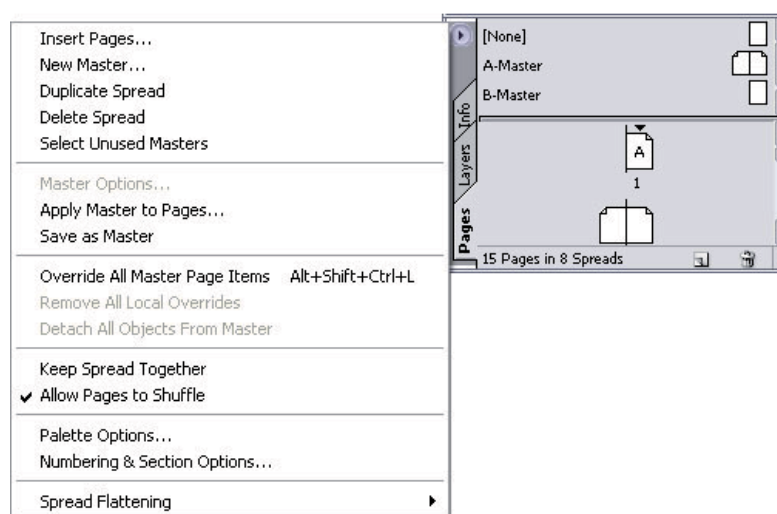 Insert Pages...
New Master...
Duplicate Spread
Delete Spread
Select Unused Masters
Master Options...
Apply Master to Pages...
Save as Master
Override All Master Page Items Alt+Shift+Ctrl+L
Remove All Local Overrides
Detach All Objects From Master
Keep Spread Together
Allow Pages to Shuffle
Palette Options...
Numbering & Section Options...
Spread Flattening
Info
Layers
Pages
[None]
A-Master
B-Master
A
1
15 Pages in 8 Spreads